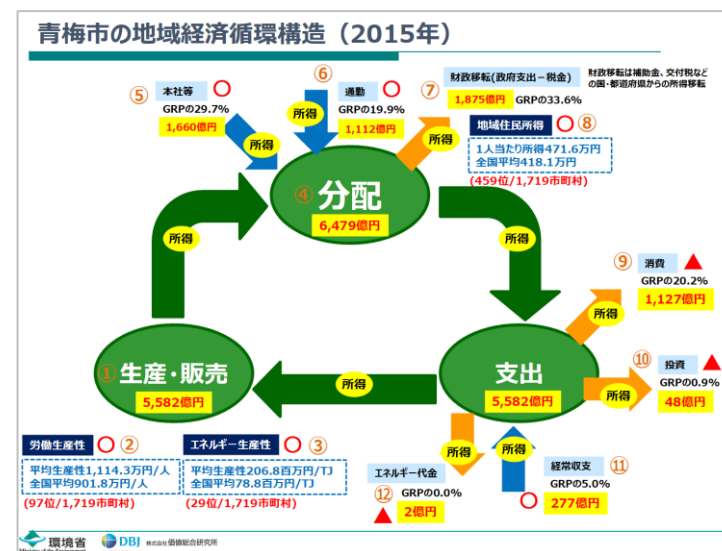 青梅市の地域経済循環構造（2015年）
⑤ 本社等 ○
GRPの29.7%
1,660億円
所得
⑥
通勤 ○
GRPの19.9%
1,112億円
所得
⑦ 財政移転(政府支出－税金)
1,875億円 GRPの33.6%
所得
財政移転は補助金、交付税など
の国・都道府県からの所得移転
地域住民所得 ○ ⑧
1人当たり所得471.6万円
全国平均418.1万円
(459位/1,719市町村)
④ 分配
6,479億円
所得
所得
⑨ 消費 ▲
GRPの20.2%
1,127億円
所得
⑩ 投資 ▲
GRPの0.9%
48億円
所得
① 生産・販売
5,582億円
所得
支出
5,582億円
労働生産性 ○ ②
平均生産性1,114.3万円/人
全国平均901.8万円/人
(97位/1,719市町村)
エネルギー生産性 ○ ③
平均生産性206.8百万円/TJ
全国平均78.8百万円/TJ
(29位/1,719市町村)
エネルギー代金
⑫ GRPの0.0%
▲ 2億円
所得
所得
経常収支 ⑪
GRPの5.0%
○ 277億円
環境省
Ministry of the Environment
DBJ 株式会社価値総合研究所